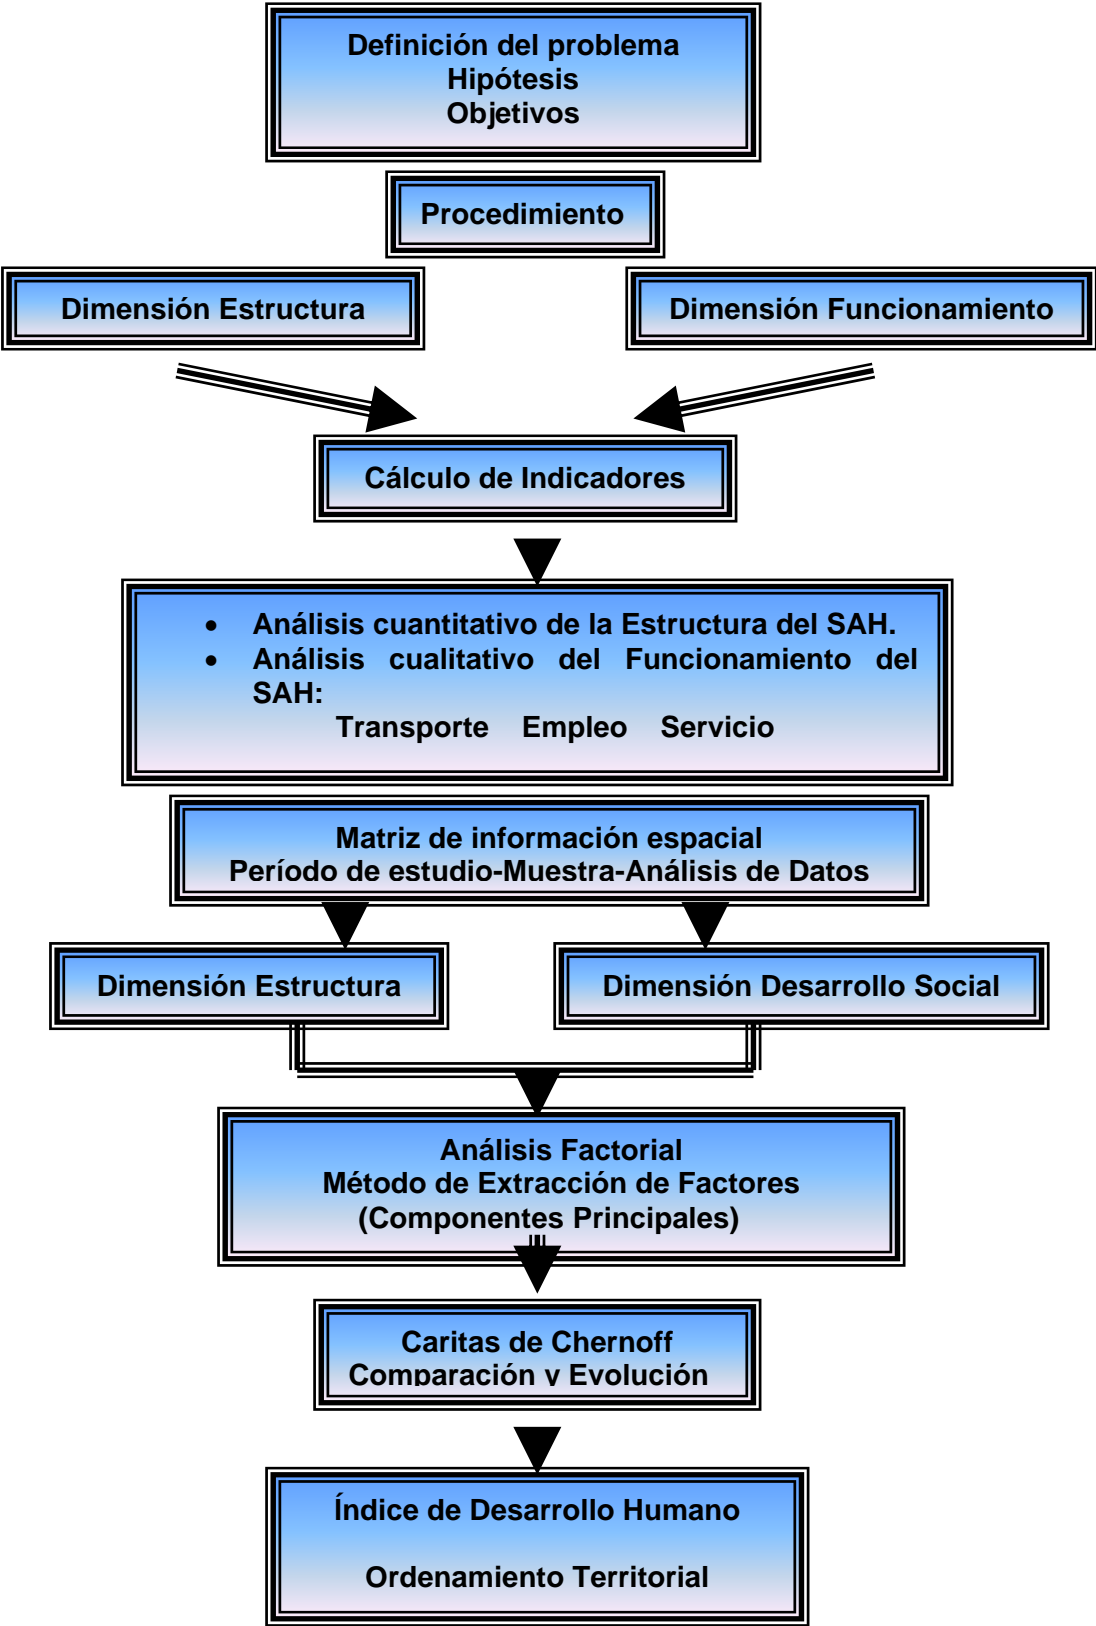 Definición del problema
Hipótesis
Objetivos
Procedimiento
Dimensión Estructura
Dimensión Funcionamiento
Cálculo de Indicadores
• Análisis cuantitativo de la Estructura del SAH.
• Análisis cualitativo del Funcionamiento del
SAH:
Transporte Empleo Servicio
Matriz de información espacial
Período de estudio-Muestra-Análisis de Datos
Dimensión Estructura
Dimensión Desarrollo Social
Análisis Factorial
Método de Extracción de Factores
(Componentes Principales)
Caritas de Chernoff
Comparación y Evolución
Índice de Desarrollo Humano
Ordenamiento Territorial